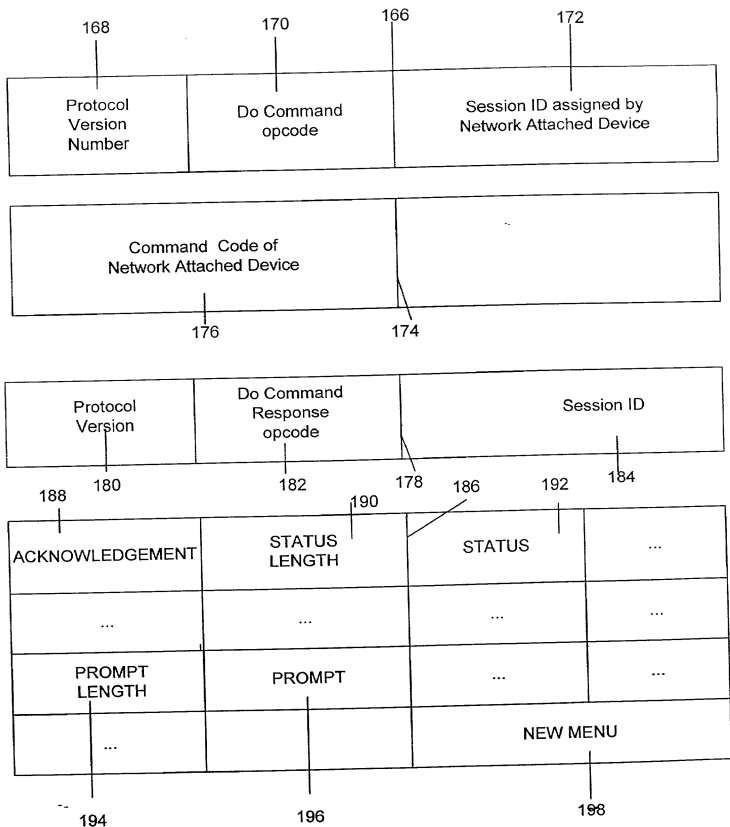 168 170 166 172
Protocol
Version
Number
Do Command
opcode
Session ID assigned by
Network Attached Device
Command Code of
Network Attached Device
176 174
Protocol
Version
Do Command
Response
opcode
Session ID
180 182 178 184
188 190 186 192
ACKNOWLEDGEMENT
STATUS
LENGTH
STATUS
...
... ... ... ...
PROMPT
LENGTH
PROMPT
...
...
...
NEW MENU
194 196 198